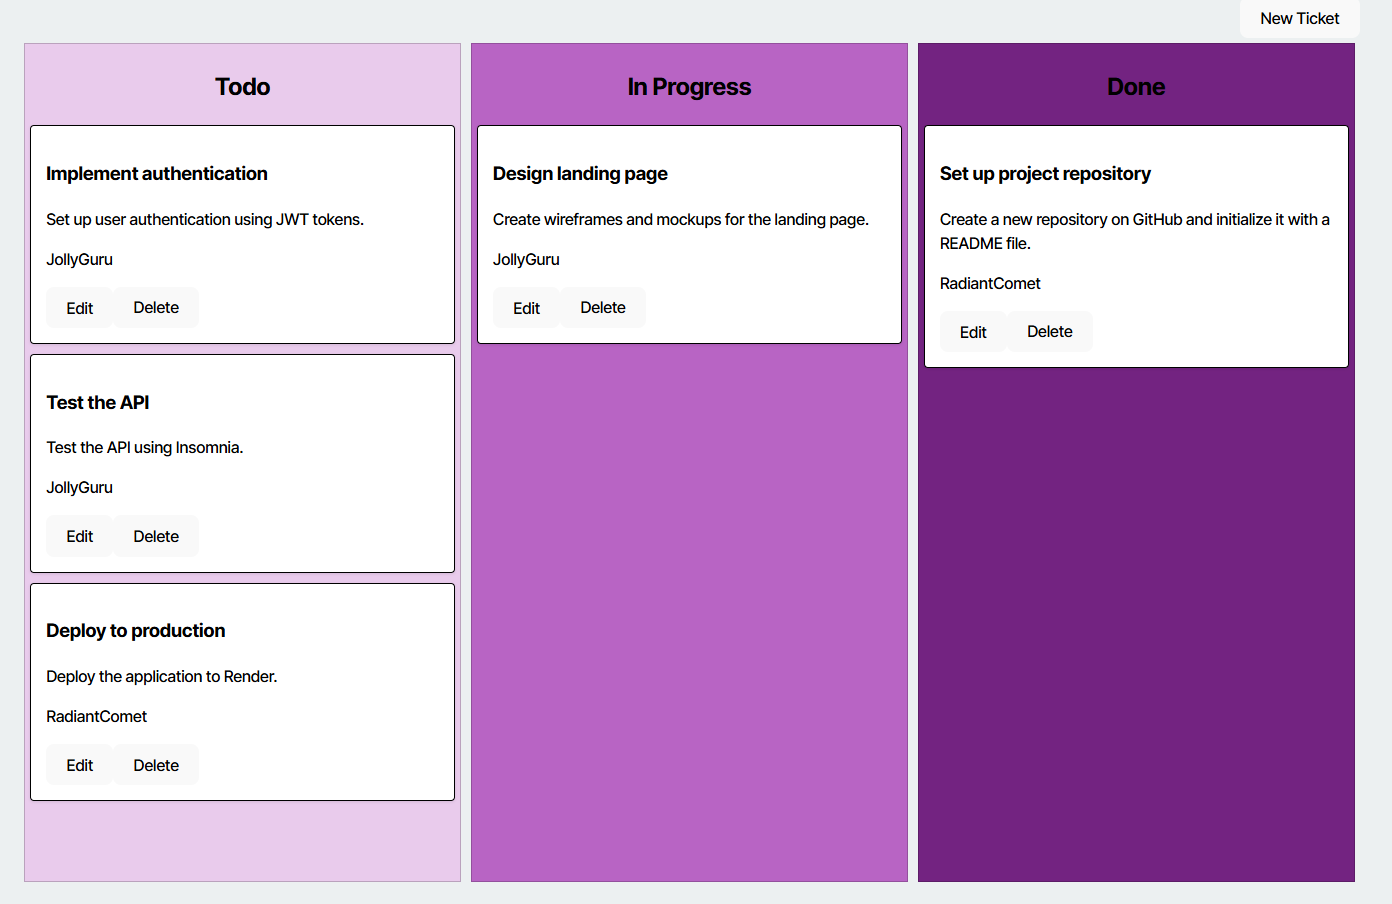 New Ticket
Todo
Implement authentication
Set up user authentication using JWT tokens.
JollyGuru
Edit Delete
Test the API
Test the API using Insomnia.
JollyGuru
Edit Delete
Deploy to production
Deploy the application to Render.
RadiantComet
Edit Delete
In Progress
Design landing page
Create wireframes and mockups for the landing page.
JollyGuru
Edit Delete
Done
Set up project repository
Create a new repository on GitHub and initialize it with a
README file.
RadiantComet
Edit Delete